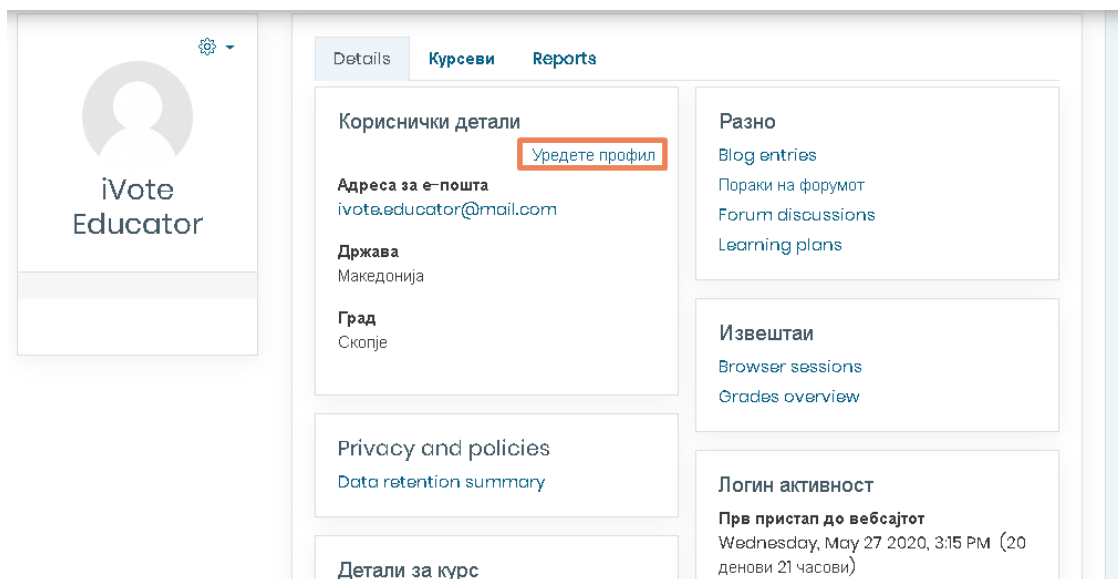 iVote
Educator
Details Курсеви Reports
Кориснички детали
Уредете профил
Адреса за е-пошта
ivote.educator@mail.com
Држава
Македонија
Град
Скопје
Privacy and policies
Data retention summary
Детали за курс
Разно
Blog entries
Пораки на форумот
Forum discussions
Learning plans
Извештаи
Browser sessions
Grades overview
Логин активност
Прв пристап до вебсајтот
Wednesday, May 27 2020, 3:15 PM (20
денови 21 часови)